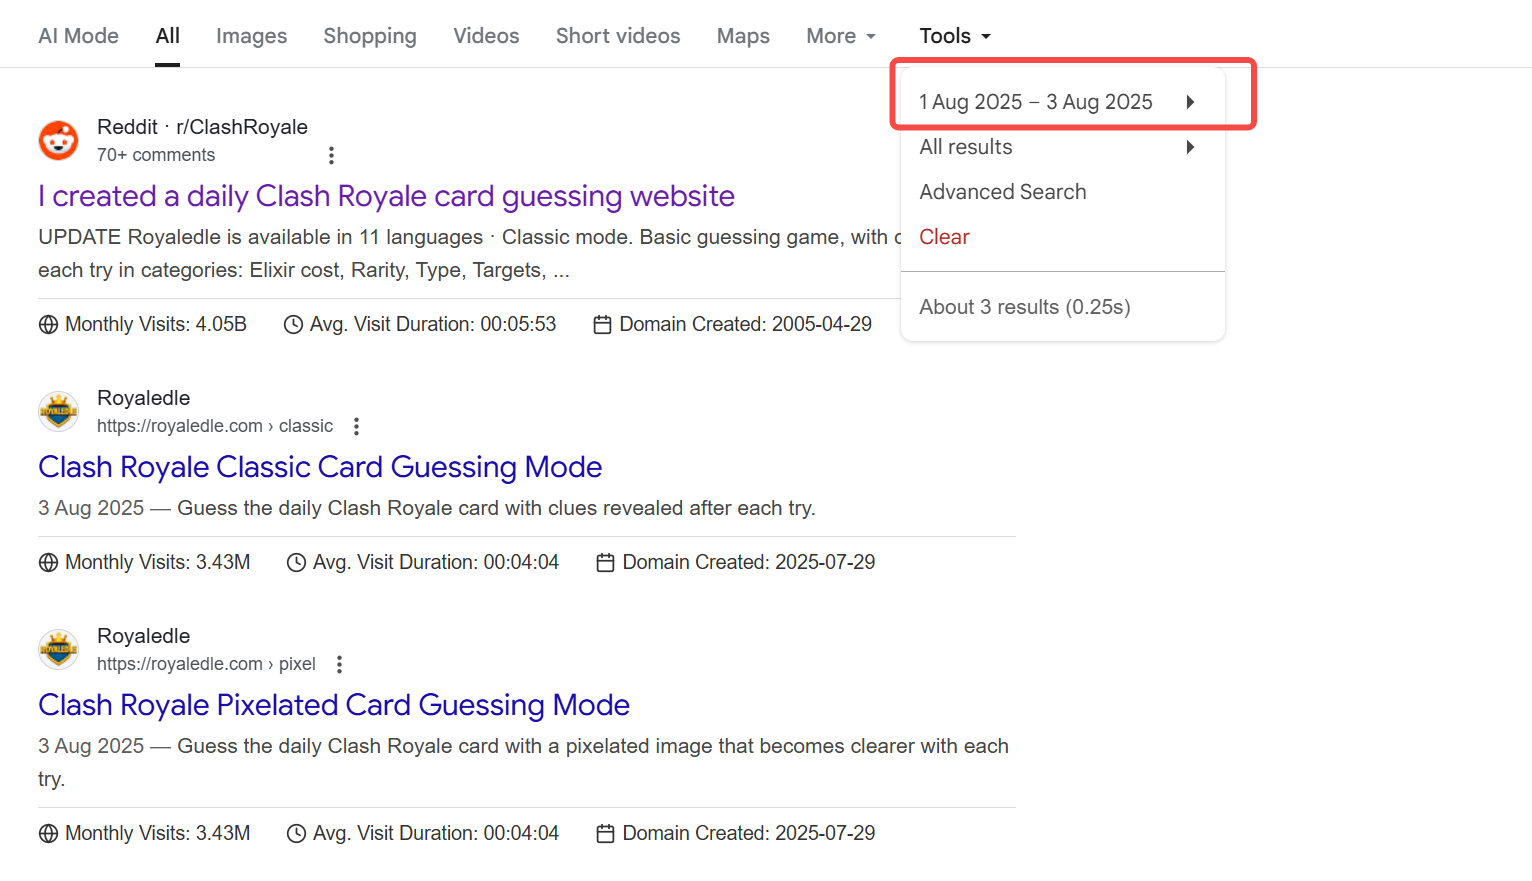 AI Mode All Images Shopping Videos Short videos Maps More Tools
1 Aug 2025 – 3 Aug 2025
All results
Advanced Search
Clear
About 3 results (0.25s)
Reddit · r/ClashRoyale
70+ comments
I created a daily Clash Royale card guessing website
UPDATE Royaledle is available in 11 languages · Classic mode. Basic guessing game, with
each try in categories: Elixir cost, Rarity, Type, Targets, ...
Monthly Visits: 4.05B Avg. Visit Duration: 00:05:53 Domain Created: 2005-04-29
ROYALEDLE
Royaledle
https://royaledle.com › classic
Clash Royale Classic Card Guessing Mode
3 Aug 2025 — Guess the daily Clash Royale card with clues revealed after each try.
Monthly Visits: 3.43M Avg. Visit Duration: 00:04:04 Domain Created: 2025-07-29
ROYALEDLE
Royaledle
https://royaledle.com › pixel
Clash Royale Pixelated Card Guessing Mode
3 Aug 2025 — Guess the daily Clash Royale card with a pixelated image that becomes clearer with each
try.
Monthly Visits: 3.43M Avg. Visit Duration: 00:04:04 Domain Created: 2025-07-29